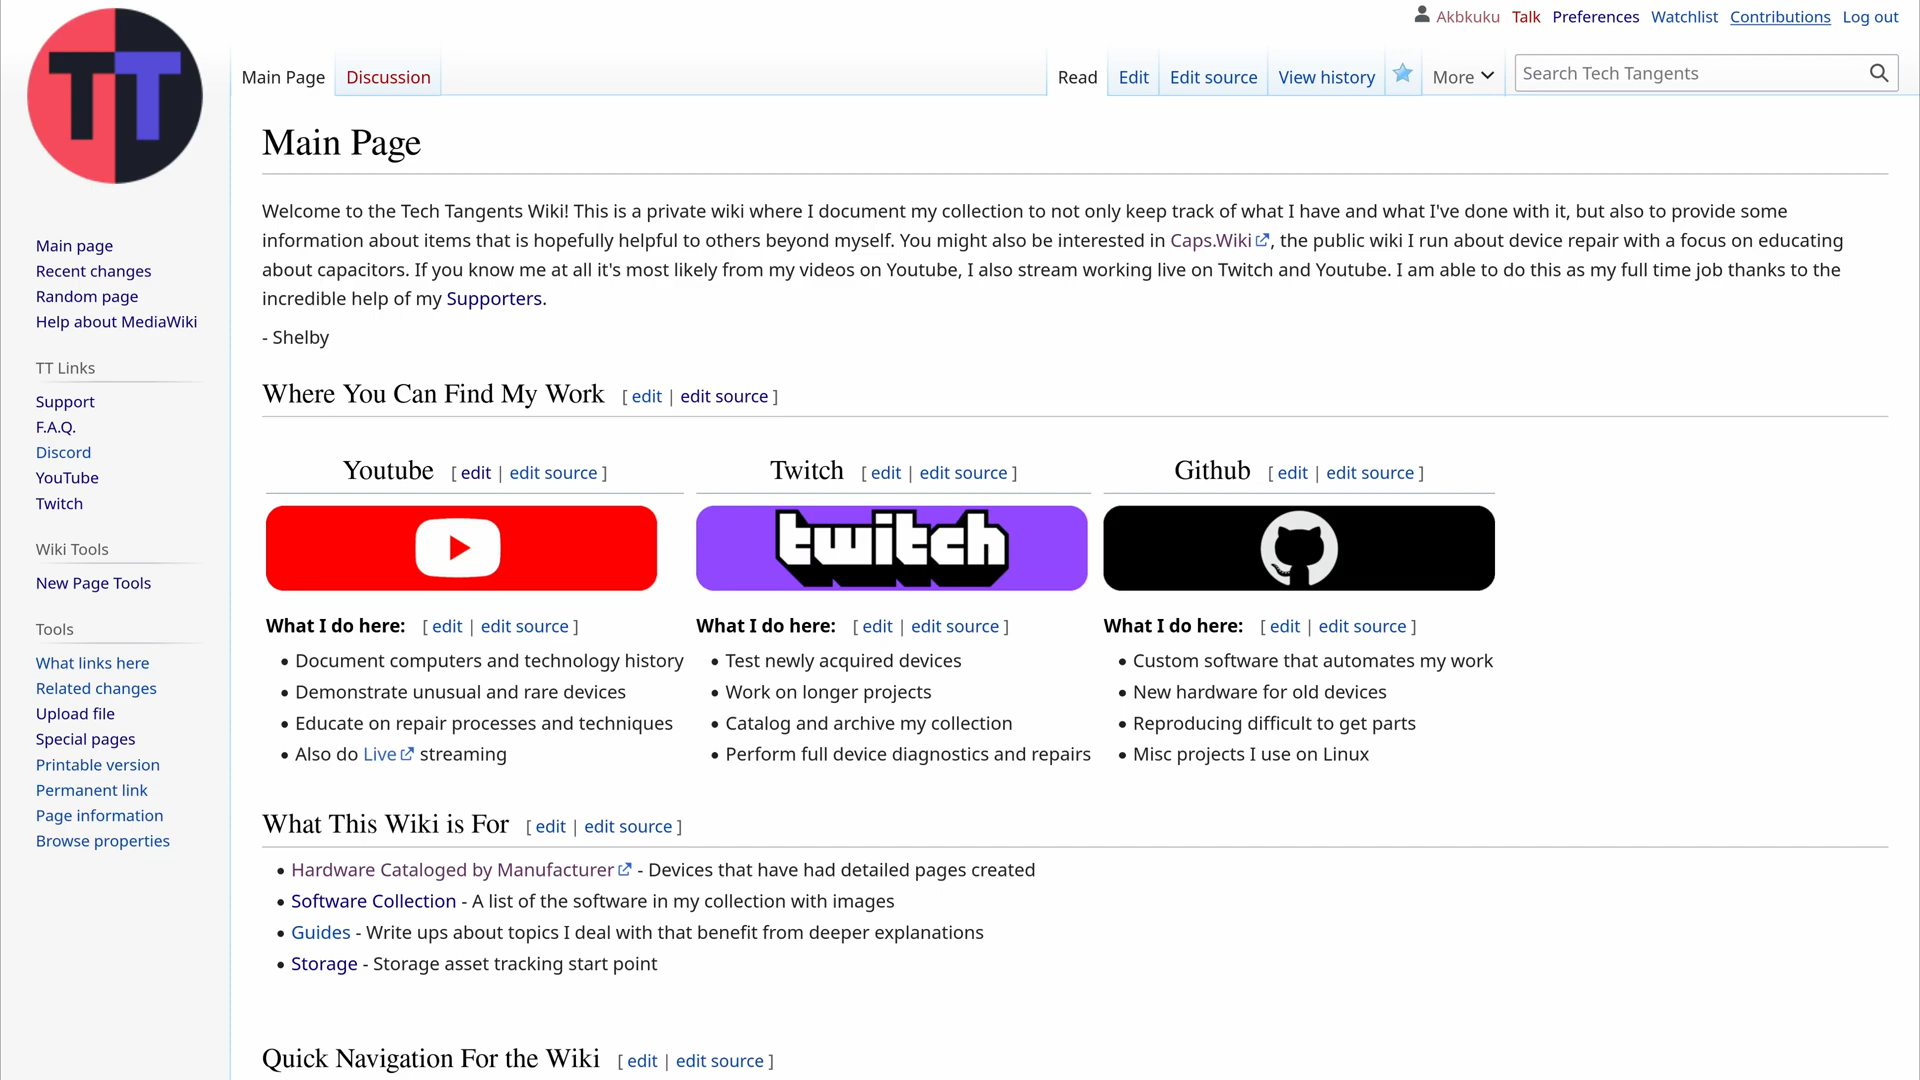 Akbkuku Talk Preferences Watchlist Contributions Log out
TT
Main Page Discussion Read Edit Edit source View history More Search Tech Tangents
Main Page
Welcome to the Tech Tangents Wiki! This is a private wiki where I document my collection to not only keep track of what I have and what I've done with it, but also to provide some
information about items that is hopefully helpful to others beyond myself. You might also be interested in Caps.Wiki, the public wiki I run about device repair with a focus on educating
about capacitors. If you know me at all it's most likely from my videos on Youtube, I also stream working live on Twitch and Youtube. I am able to do this as my full time job thanks to the
incredible help of my Supporters.
- Shelby
Main page
Recent changes
Random page
Help about MediaWiki
TT Links
Support
F.A.Q.
Discord
YouTube
Twitch
Wiki Tools
New Page Tools
Tools
What links here
Related changes
Upload file
Special pages
Printable version
Permanent link
Page information
Browse properties
Where You Can Find My Work [ edit | edit source ]
Youtube [ edit | edit source ]
What I do here: [ edit | edit source ]
• Document computers and technology history
• Demonstrate unusual and rare devices
• Educate on repair processes and techniques
• Also do Live streaming
Twitch [ edit | edit source ]
twitch
What I do here: [ edit | edit source ]
• Test newly acquired devices
• Work on longer projects
• Catalog and archive my collection
• Perform full device diagnostics and repairs
Github [ edit | edit source ]
What I do here: [ edit | edit source ]
• Custom software that automates my work
• New hardware for old devices
• Reproducing difficult to get parts
• Misc projects I use on Linux
What This Wiki is For [ edit | edit source ]
• Hardware Cataloged by Manufacturer - Devices that have had detailed pages created
• Software Collection - A list of the software in my collection with images
• Guides - Write ups about topics I deal with that benefit from deeper explanations
• Storage - Storage asset tracking start point
Quick Navigation For the Wiki [ edit | edit source ]